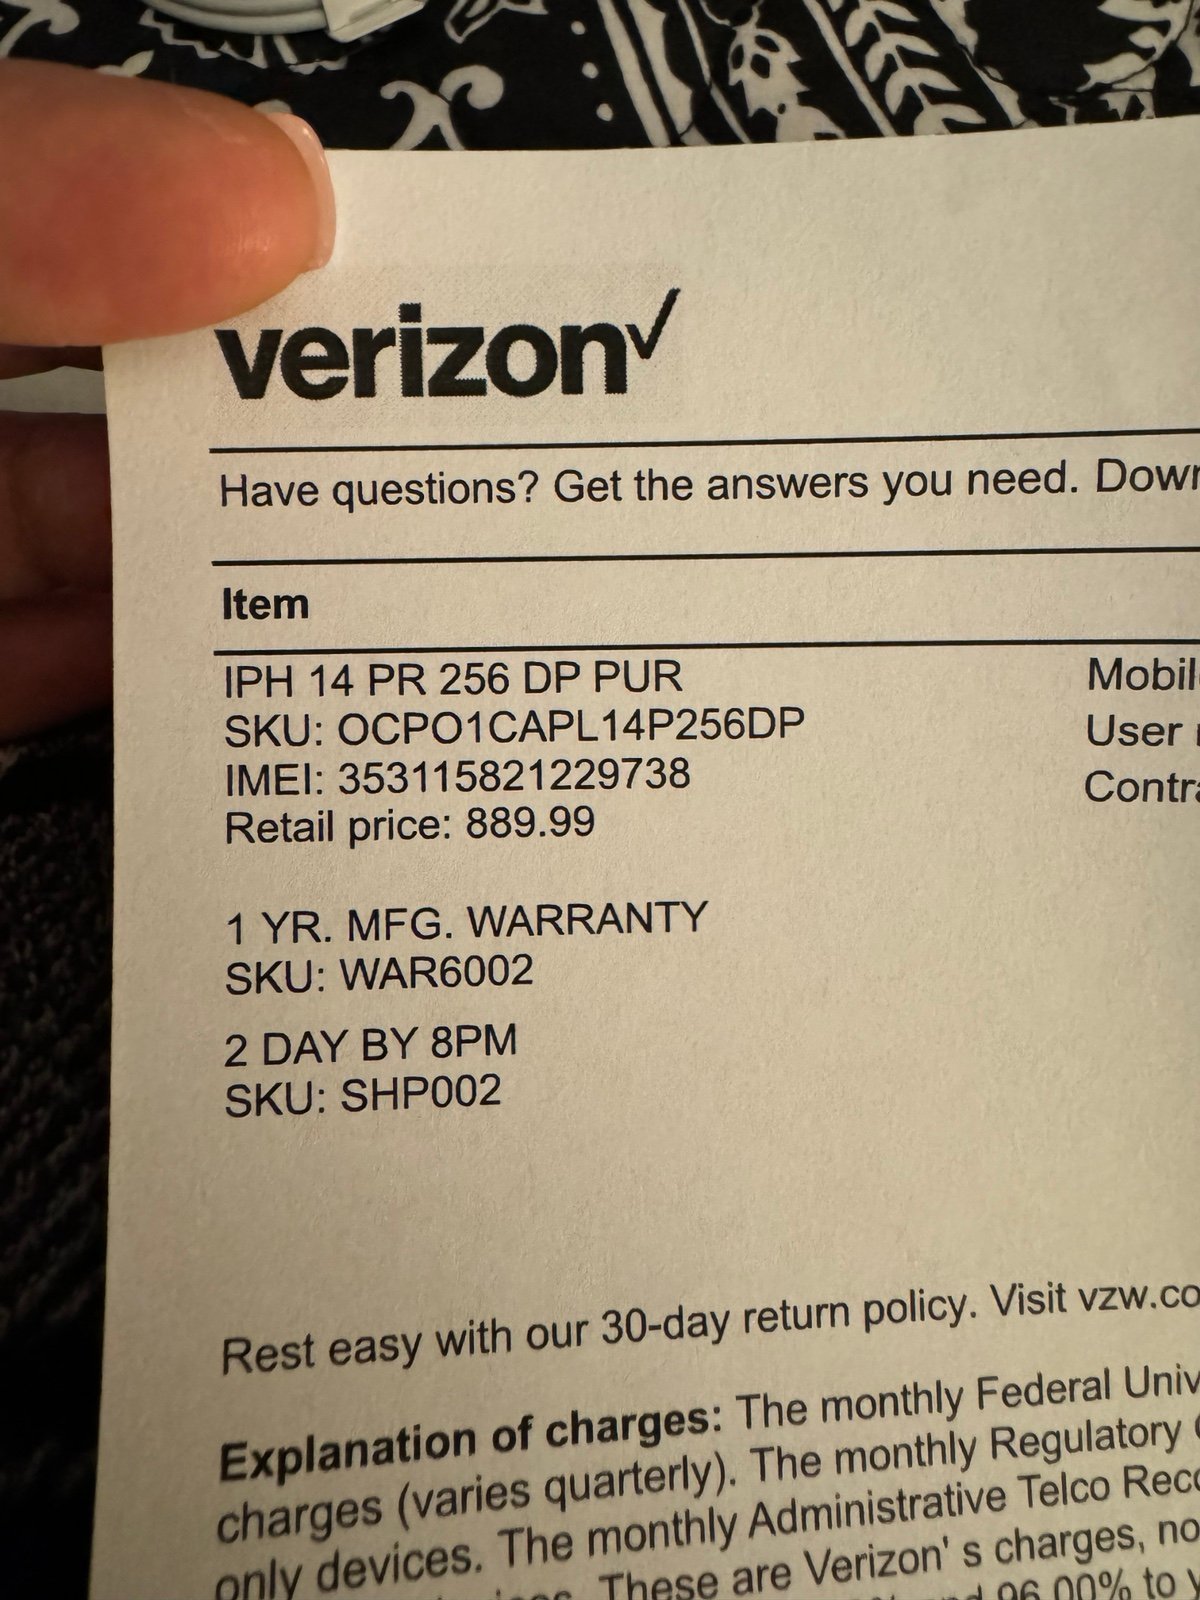 verizon✓
Have questions? Get the answers you need.
Item
IPH 14 PR 256 DP PUR
SKU: OCPO1CAPL14P256DP
IMEI: 353115821229738
Retail price: 889.99
User
1 YR. MFG. WARRANTY
SKU: WAR6002
2 DAY BY 8PM
SKU: SHP002
Rest easy with our 30-day return policy. Visit
Explanation of charges: The monthly Federal
charges (varies quarterly). The monthly Regulatory
only devices. The monthly Administrative Telco
These are Verizon' s charges,
96.00% to